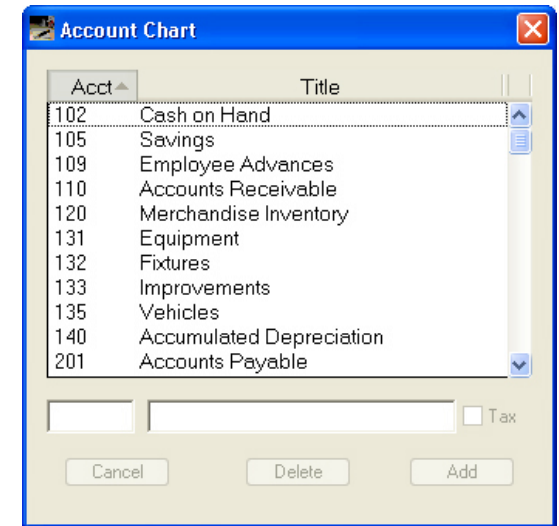 Account Chart
Acct Title
102 Cash on Hand
105 Savings
109 Employee Advances
110 Accounts Receivable
120 Merchandise Inventory
131 Equipment
132 Fixtures
133 Improvements
135 Vehicles
140 Accumulated Depreciation
201 Accounts Payable
Tax
Cancel Delete Add